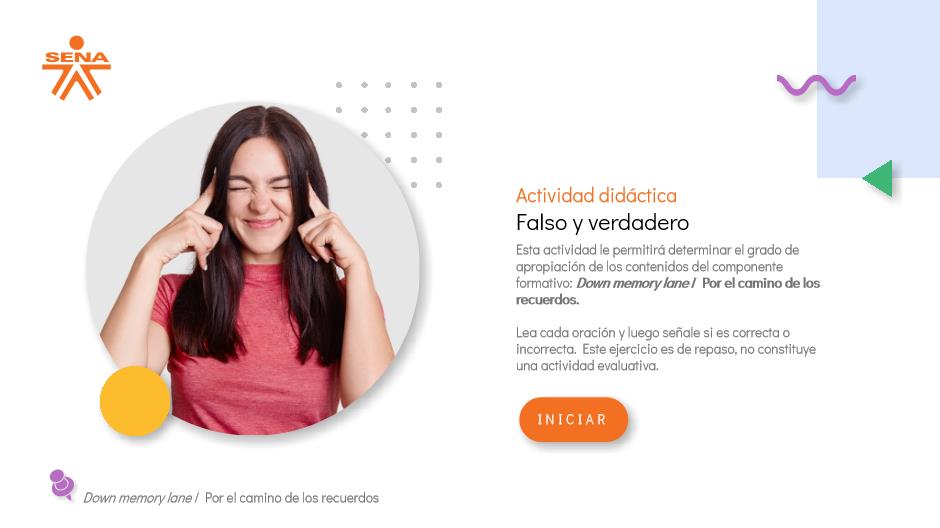 SENA
Actividad didáctica
Falso y verdadero
Esta actividad le permitirá determinar el grado de
apropiación de los contenidos del componente
formativo: Down memory lane / Por el camino de los
recuerdos.
Lea cada oración y luego señale si es correcta o
incorrecta. Este ejercicio es de repaso, no constituye
una actividad evaluativa.
INICIAR
Down memory lane / Por el camino de los recuerdos